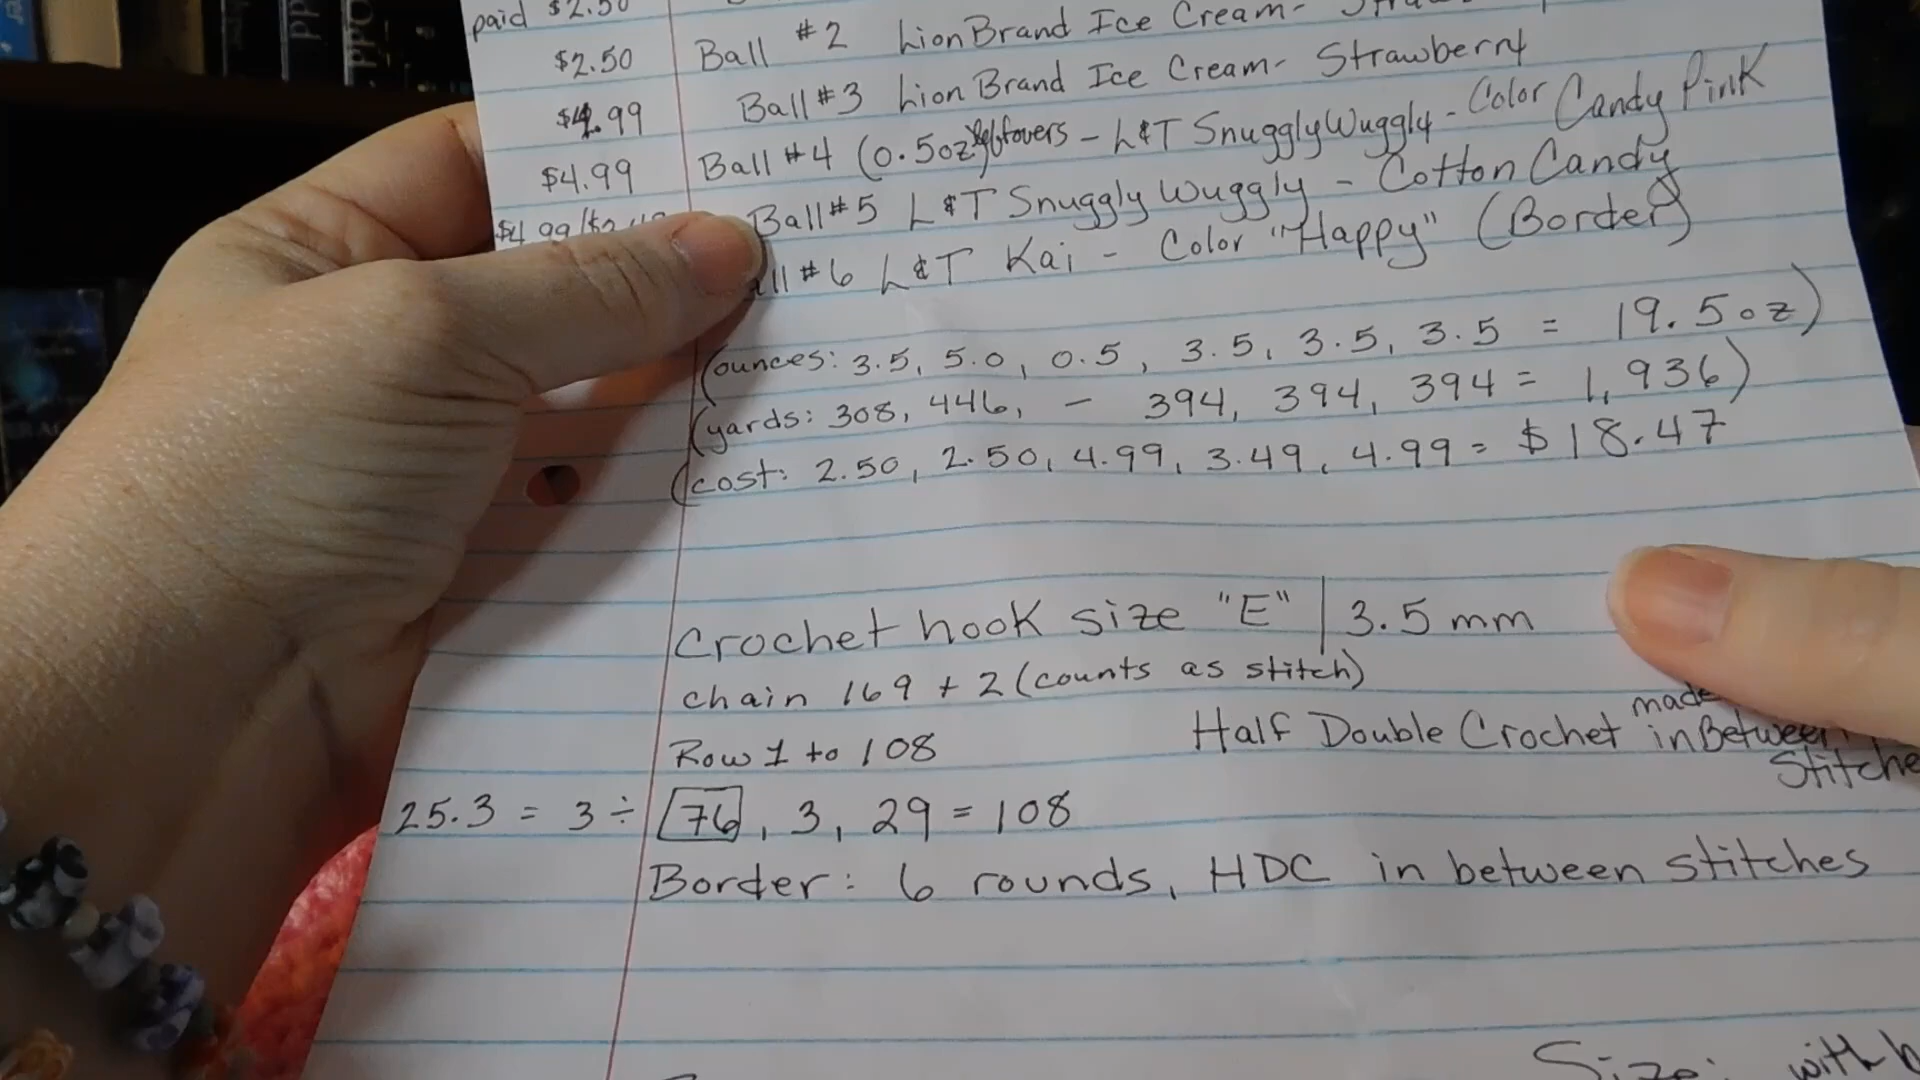 paid $2.50
$2.50 Ball #2 Lion Brand Ice Cream-
$4.99 Ball #3 Lion Brand Ice Cream- Strawberry
$4.99 Ball #4 (0.5oz) leftovers - L&T Snuggly Wuggly - Color Candy Pink
$4.99/$ Ball #5 L&T Snuggly Wuggly - Cotton Candy
#6 L&T Kai - Color "Happy" (Border)
(ounces: 3.5, 5.0, 0.5, 3.5, 3.5, 3.5 = 19.5oz)
(yards: 308, 446, - 394, 394, 394 = 1,936)
(cost: 2.50, 2.50, 4.99, 3.49, 4.99 = $18.47
Crochet hook size "E" | 3.5 mm
chain 169 + 2 (counts as stitch)
Row 1 to 108 Half Double Crochet made in Between
25.3 = 3 ÷ 76, 3, 29 = 108
Border: 6 rounds, HDC in between stitches
Size: with